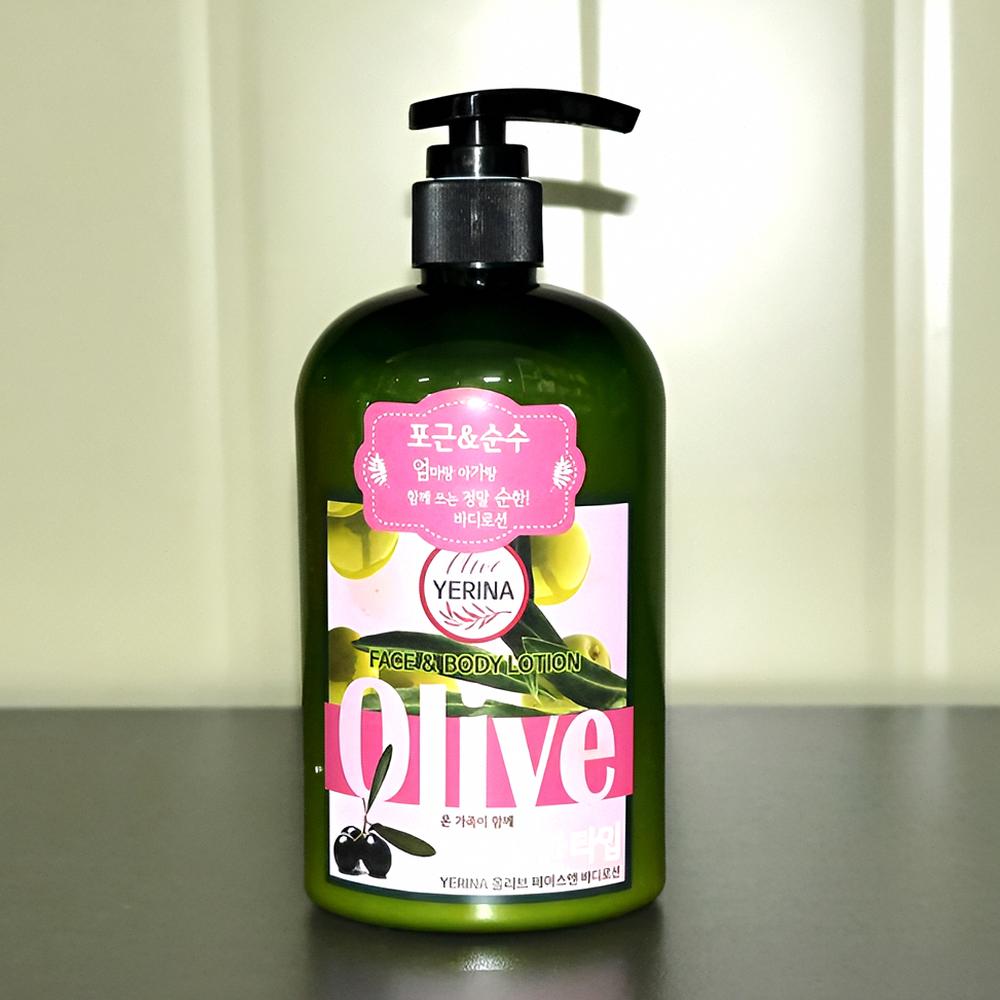 포근&순수
엄마랑 아가랑
함께 쓰는 정말 순한!
바디로션
Olive
YERINA
FACE & BODY LOTION
Olive
온 가족이 함께
타입
YERINA 올리브 페이스앤 바디로션